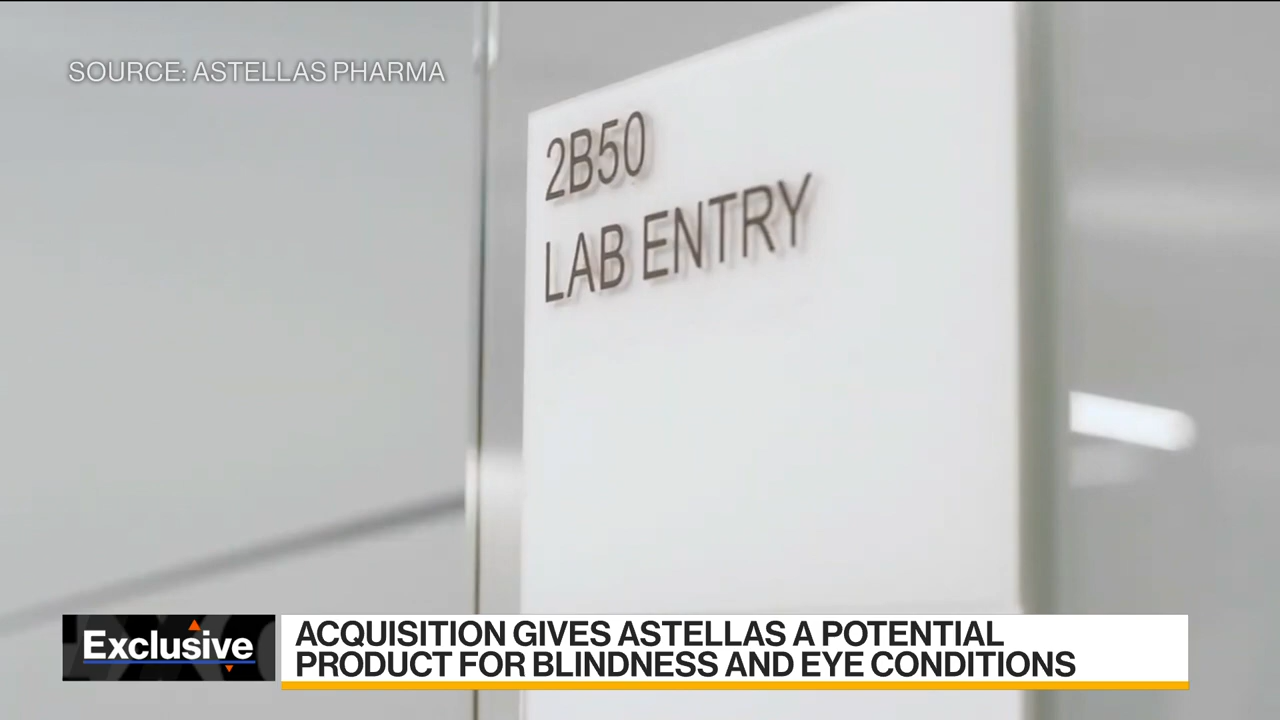 SOURCE: ASTELLAS PHARMA
2B50
LAB ENTRY
Exclusive
ACQUISITION GIVES ASTELLAS A POTENTIAL
PRODUCT FOR BLINDNESS AND EYE CONDITIONS